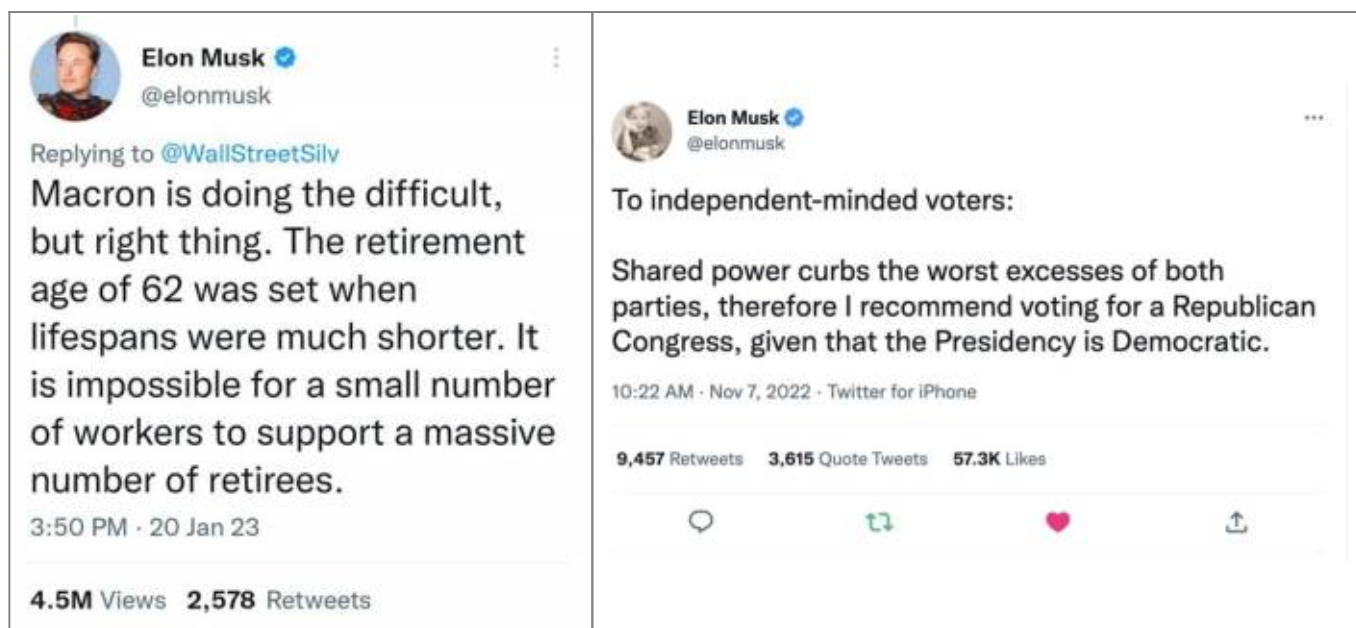 Elon Musk
@elonmusk
Replying to @WallStreetSilv
Macron is doing the difficult,
but right thing. The retirement
age of 62 was set when
lifespans were much shorter. It
is impossible for a small number
of workers to support a massive
number of retirees.
3:50 PM · 20 Jan 23
4.5M Views 2,578 Retweets
Elon Musk
@elonmusk
To independent-minded voters:
Shared power curbs the worst excesses of both
parties, therefore I recommend voting for a Republican
Congress, given that the Presidency is Democratic.
10:22 AM · Nov 7, 2022 · Twitter for iPhone
9,457 Retweets 3,615 Quote Tweets 57.3K Likes